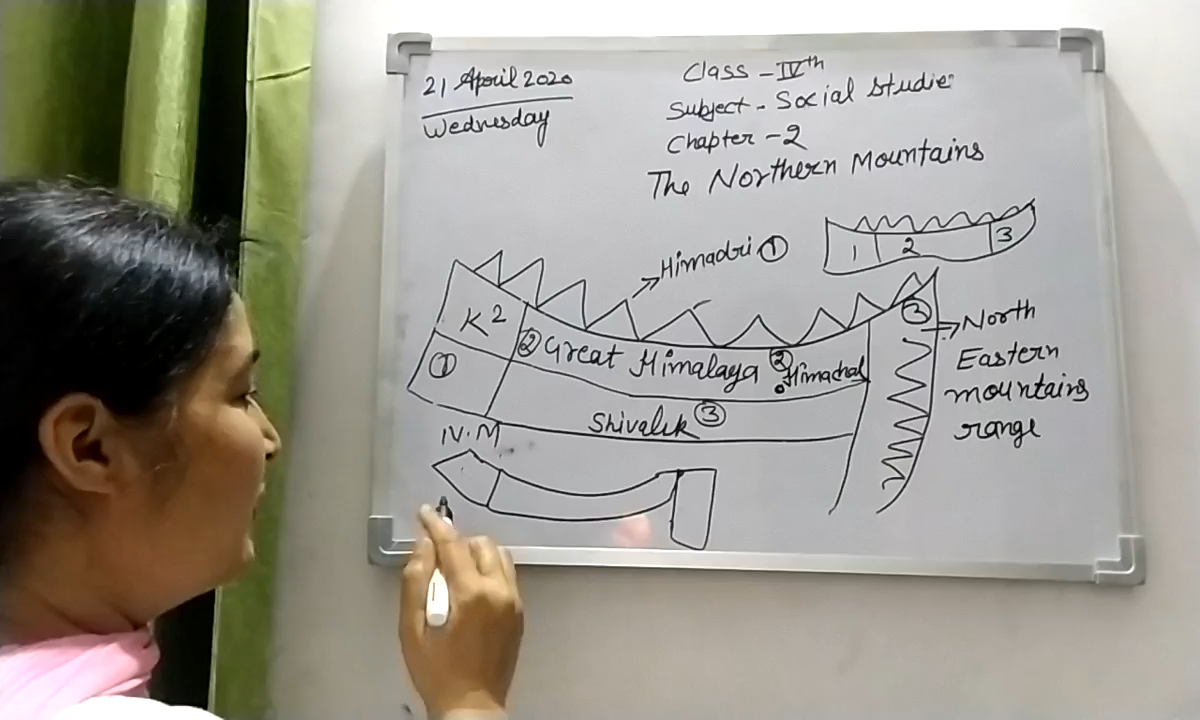 21 April 2020
Wednesday
Class - IVth
Subject - Social Studies
Chapter - 2
The Northern Mountains
1 2 3
Himadri ①
K2
①
② Great Himalaya ② Himachal
Shivalik ③
③
North
Eastern
mountains
range
N.M